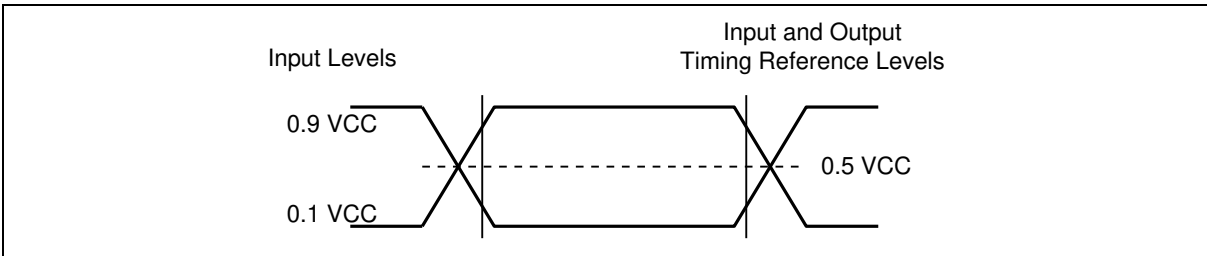 Input Levels
Input and Output
Timing Reference Levels
0.9 VCC
0.5 VCC
0.1 VCC